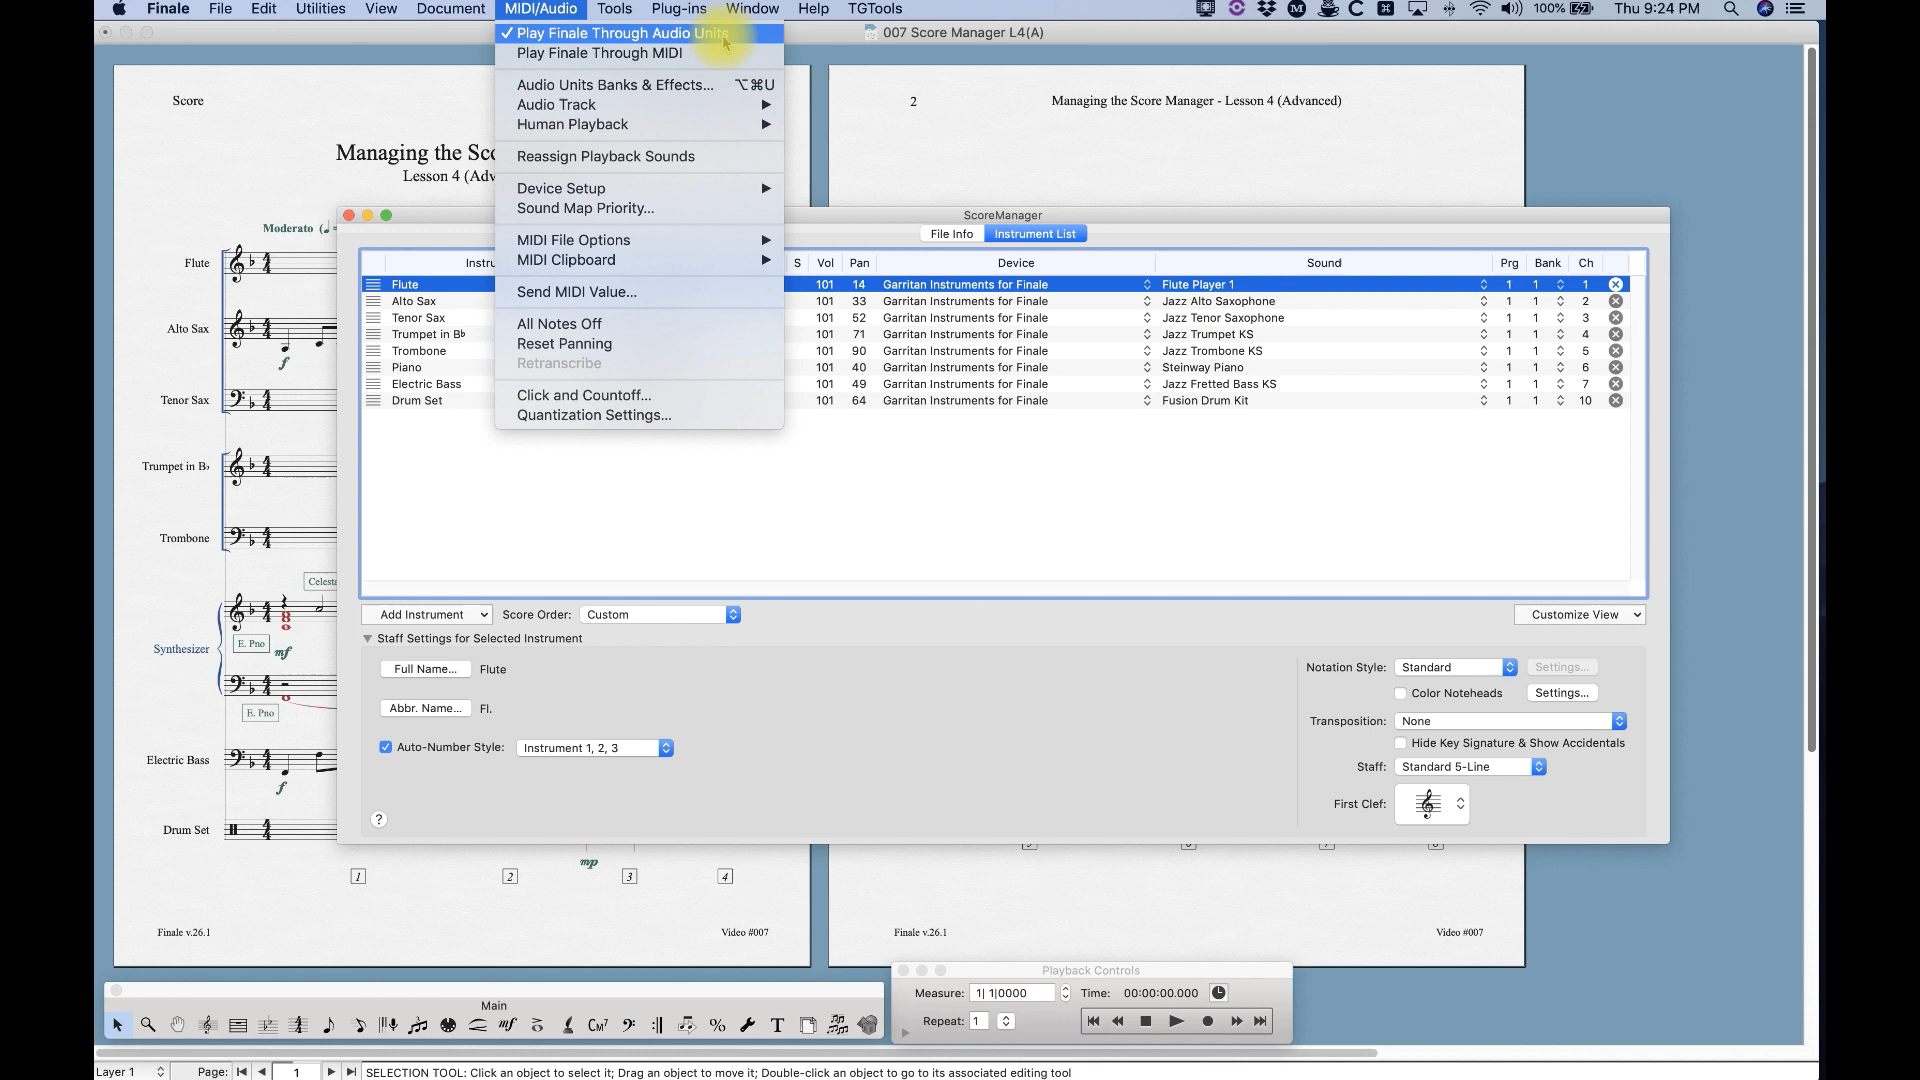 Finale File Edit Utilities View Document MIDI/Audio Tools Plug-ins Window Help TGTools 100% Thu 9:24 PM
007 Score Manager L4(A)
✓ Play Finale Through Audio Units
Play Finale Through MIDI
Audio Units Banks & Effects... ⌥⌘U
Audio Track
Human Playback
Reassign Playback Sounds
Device Setup
Sound Map Priority...
MIDI File Options
MIDI Clipboard
Send MIDI Value...
All Notes Off
Reset Panning
Retranscribe
Click and Countoff...
Quantization Settings...
Score
Managing the Sco
Lesson 4 (Adv
Moderato (♩=
Flute
Alto Sax
f
Tenor Sax
Trumpet in B♭
Trombone
Celesta
Synthesizer
E. Pno
mf
E. Pno
Electric Bass
f
Drum Set
mp
1 2 3 4
Finale v.26.1 Video #007
2 Managing the Score Manager - Lesson 4 (Advanced)
Finale v.26.1 Video #007
ScoreManager
File Info Instrument List
Instru S Vol Pan Device Sound Prg Bank Ch
Flute 101 14 Garritan Instruments for Finale Flute Player 1 1 1 1
Alto Sax 101 33 Garritan Instruments for Finale Jazz Alto Saxophone 1 1 2
Tenor Sax 101 52 Garritan Instruments for Finale Jazz Tenor Saxophone 1 1 3
Trumpet in B♭ 101 71 Garritan Instruments for Finale Jazz Trumpet KS 1 1 4
Trombone 101 90 Garritan Instruments for Finale Jazz Trombone KS 1 1 5
Piano 101 40 Garritan Instruments for Finale Steinway Piano 1 1 6
Electric Bass 101 49 Garritan Instruments for Finale Jazz Fretted Bass KS 1 1 7
Drum Set 101 64 Garritan Instruments for Finale Fusion Drum Kit 1 1 10
Add Instrument Score Order: Custom Customize View
Staff Settings for Selected Instrument
Full Name... Flute
Abbr. Name... Fl.
Auto-Number Style: Instrument 1, 2, 3
?
Notation Style: Standard Settings...
Color Noteheads Settings...
Transposition: None
Hide Key Signature & Show Accidentals
Staff: Standard 5-Line
First Clef:
Main
CM7
mf
%
T
Playback Controls
Measure: 1| 1|0000 Time: 00:00:00.000
Repeat: 1
Layer 1 Page: 1 SELECTION TOOL: Click an object to select it; Drag an object to move it; Double-click an object to go to its associated editing tool